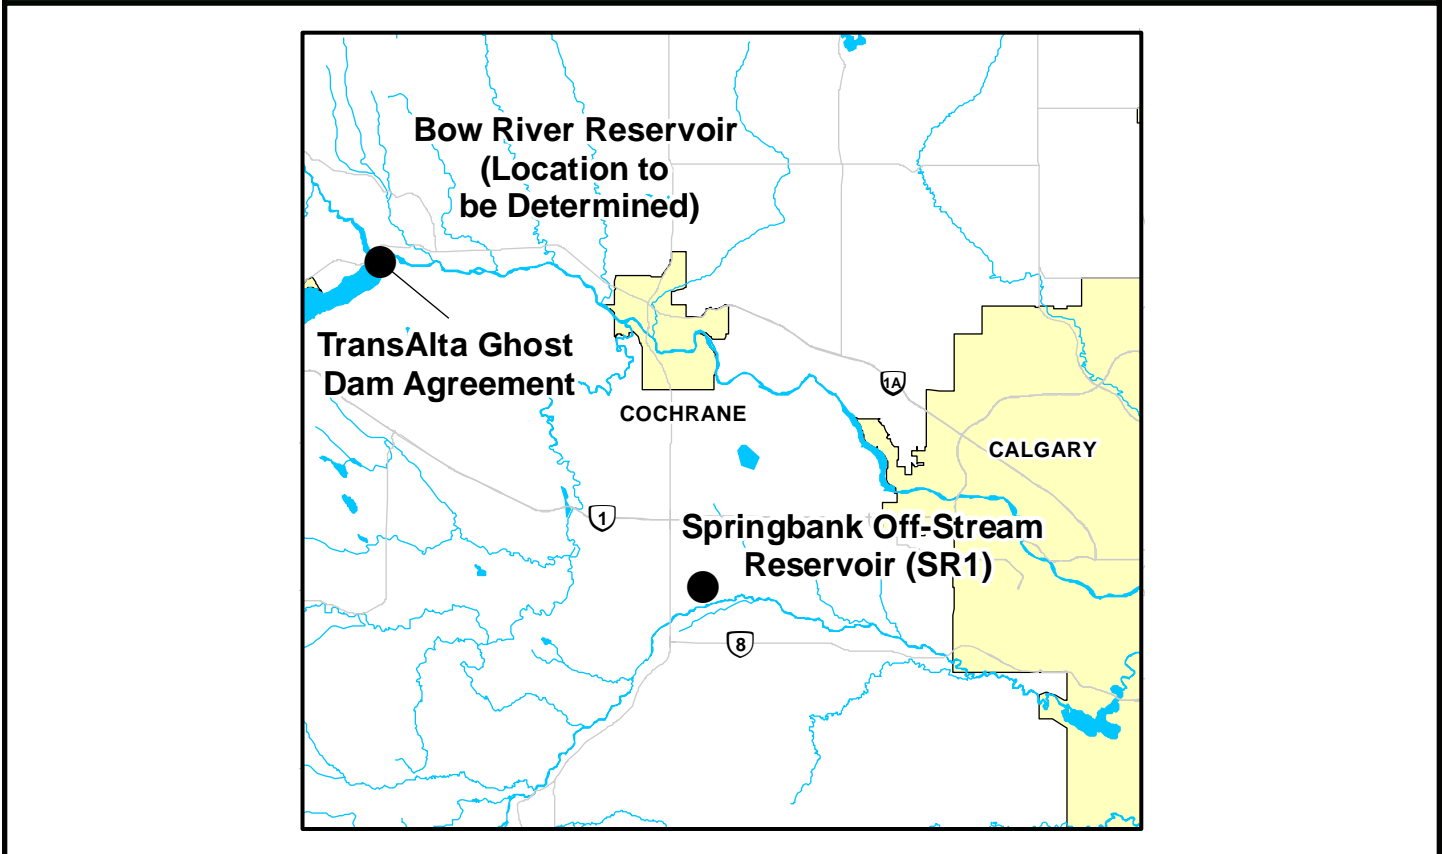 Bow River Reservoir
(Location to
be Determined)
TransAlta Ghost
Dam Agreement
1A
COCHRANE
CALGARY
1
Springbank Off-Stream
Reservoir (SR1)
8